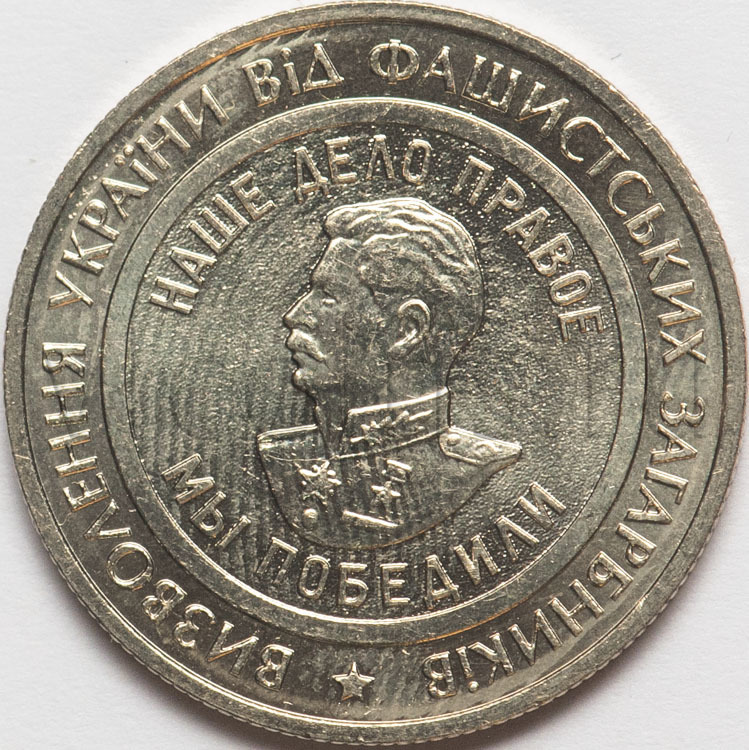 ВИЗВОЛЕННЯ УКРАЇНИ ВІД ФАШИСТСЬКИХ ЗАГАРБНИКІВ
НАШЕ ДЕЛО ПРАВОЕ
МЫ ПОБЕДИЛИ